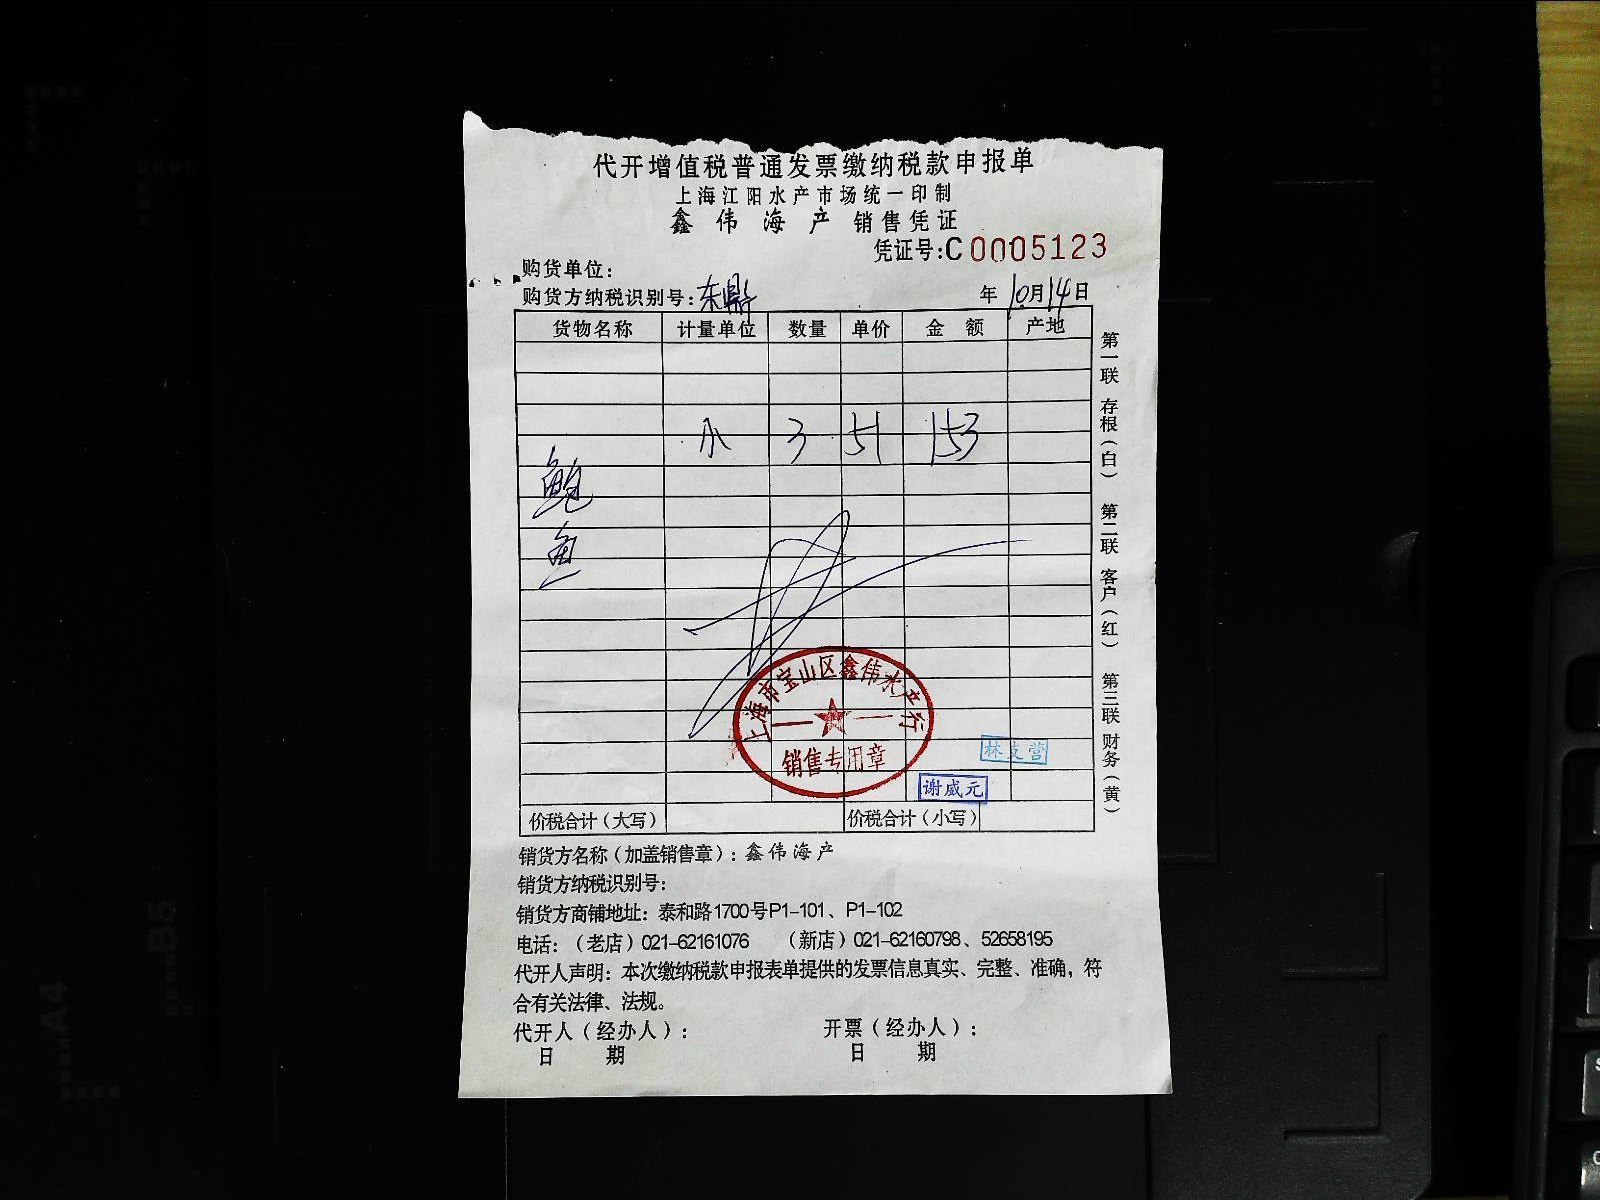 代开增值税普通发票缴纳税款申报单
上海江阳水产市场统一印制
鑫伟海产 销售凭证
凭证号:C0005123
购货单位:
购货方纳税识别号:东鼎 年10月14日
货物名称 计量单位 数量 单价 金额 产地
小 3 51 153
鲍
鱼
上海市宝山区鑫伟水产行
销售专用章
林支营
谢威元
价税合计(大写) 价税合计(小写)
第一联 存根(白) 第二联 客户(红) 第三联 财务(黄)
销货方名称(加盖销售章):鑫伟海产
销货方纳税识别号:
销货方商铺地址:泰和路1700号P1-101、P1-102
电话:(老店)021-62161076 (新店)021-62160798、52658195
代开人声明:本次缴纳税款申报表单提供的发票信息真实、完整、准确,符
合有关法律、法规。
代开人(经办人): 开票(经办人):
日 期 日 期
A4
B5